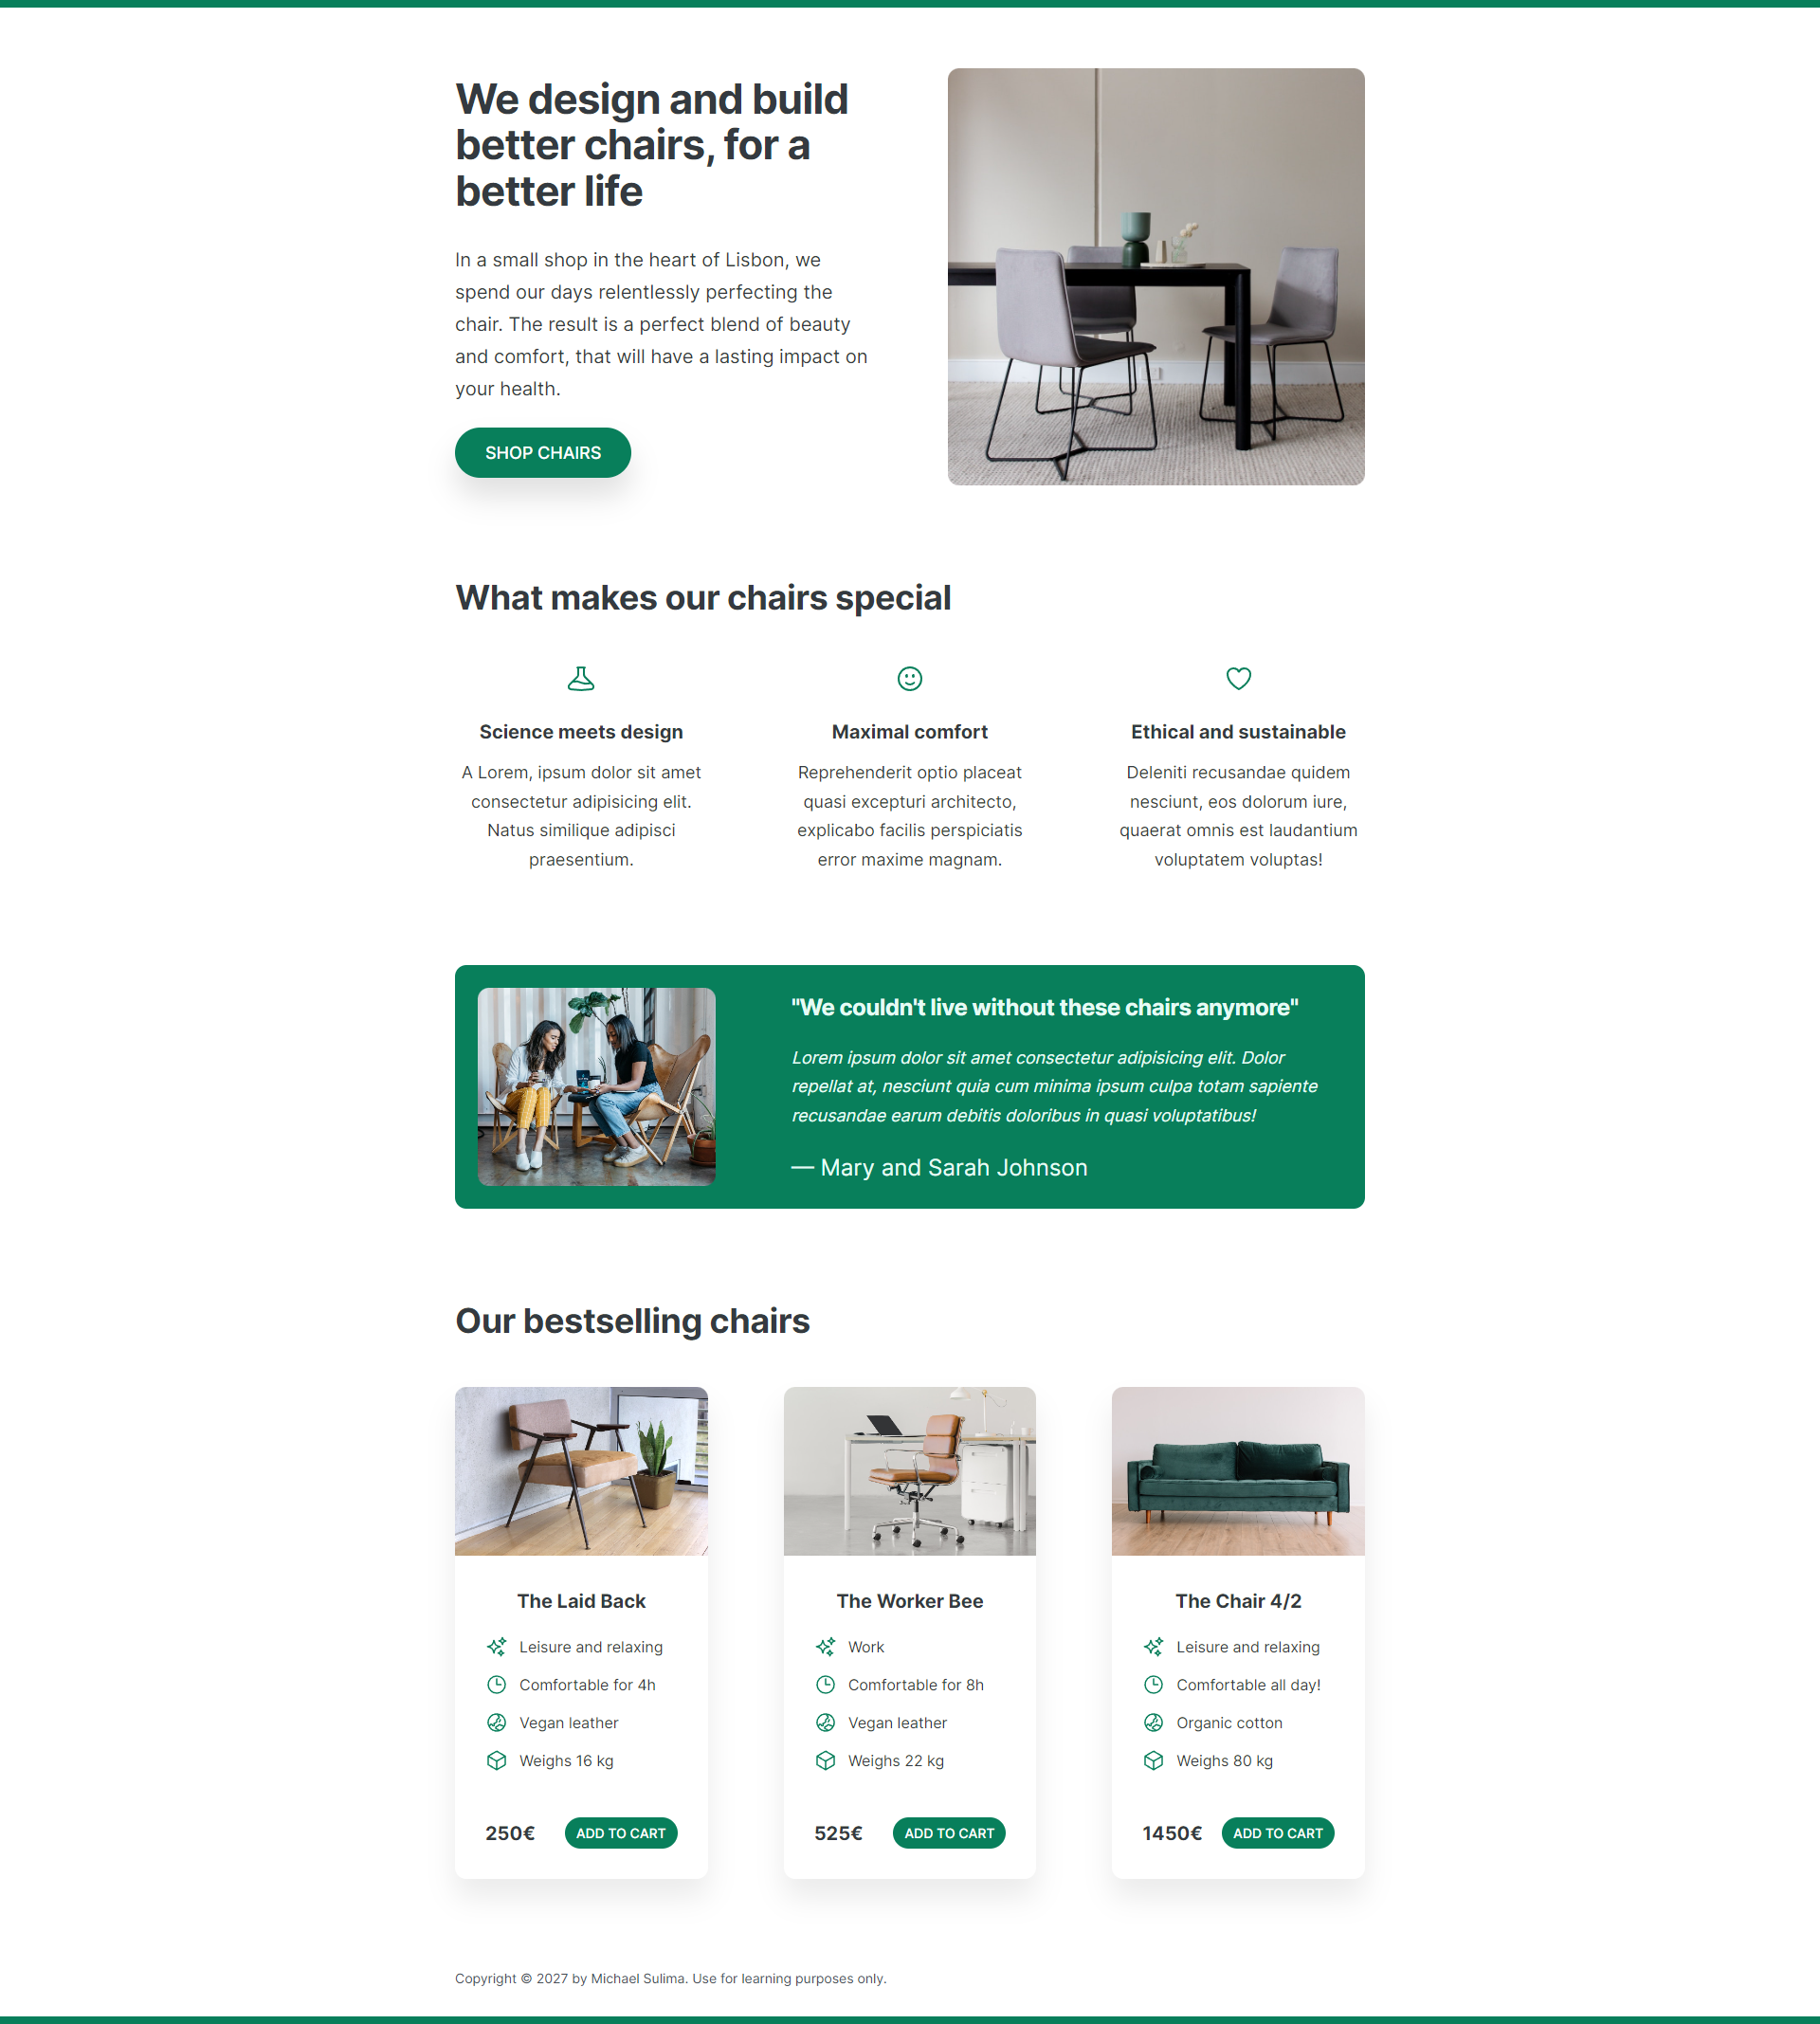 We design and build
better chairs, for a
better life
In a small shop in the heart of Lisbon, we
spend our days relentlessly perfecting the
chair. The result is a perfect blend of beauty
and comfort, that will have a lasting impact on
your health.
SHOP CHAIRS
What makes our chairs special
Science meets design
A Lorem, ipsum dolor sit amet
consectetur adipisicing elit.
Natus similique adipisci
praesentium.
Maximal comfort
Reprehenderit optio placeat
quasi excepturi architecto,
explicabo facilis perspiciatis
error maxime magnam.
Ethical and sustainable
Deleniti recusandae quidem
nesciunt, eos dolorum iure,
quaerat omnis est laudantium
voluptatem voluptas!
"We couldn't live without these chairs anymore"
Lorem ipsum dolor sit amet consectetur adipisicing elit. Dolor
repellat at, nesciunt quia cum minima ipsum culpa totam sapiente
recusandae earum debitis doloribus in quasi voluptatibus!
— Mary and Sarah Johnson
Our bestselling chairs
The Laid Back
Leisure and relaxing
Comfortable for 4h
Vegan leather
Weighs 16 kg
250€
ADD TO CART
The Worker Bee
Work
Comfortable for 8h
Vegan leather
Weighs 22 kg
525€
ADD TO CART
The Chair 4/2
Leisure and relaxing
Comfortable all day!
Organic cotton
Weighs 80 kg
1450€
ADD TO CART
Copyright © 2027 by Michael Sulima. Use for learning purposes only.